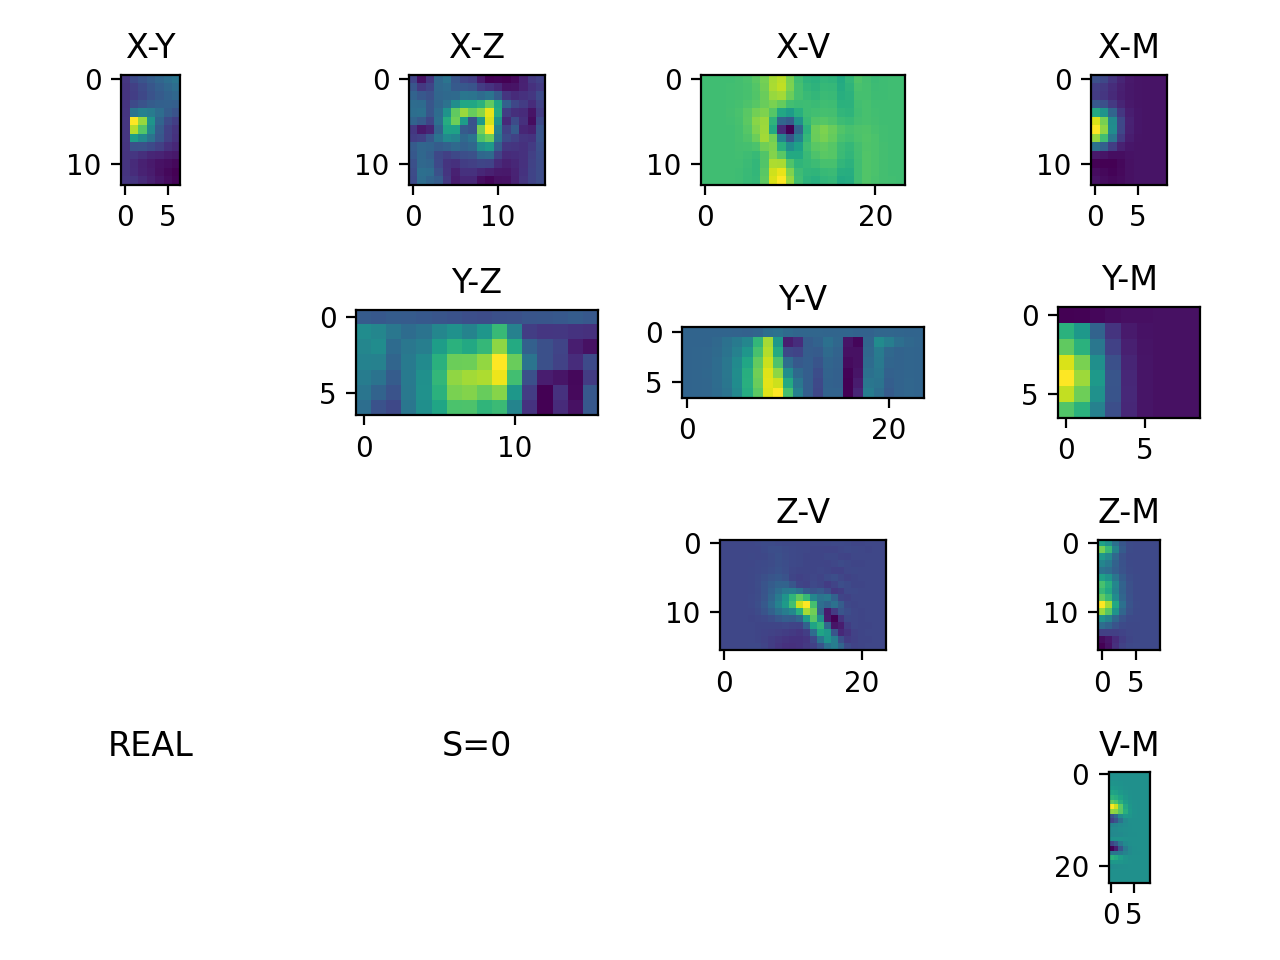 X-Y X-Z X-V X-M
0 10 0 5
0 10 0 10
0 10 0 20
0 10 0 5
Y-Z Y-V Y-M
0 5 0 10
0 5 0 20
0 5 0 5
Z-V Z-M
0 10 0 20
0 10 0 5
REAL S=0 V-M
0 20 0 5